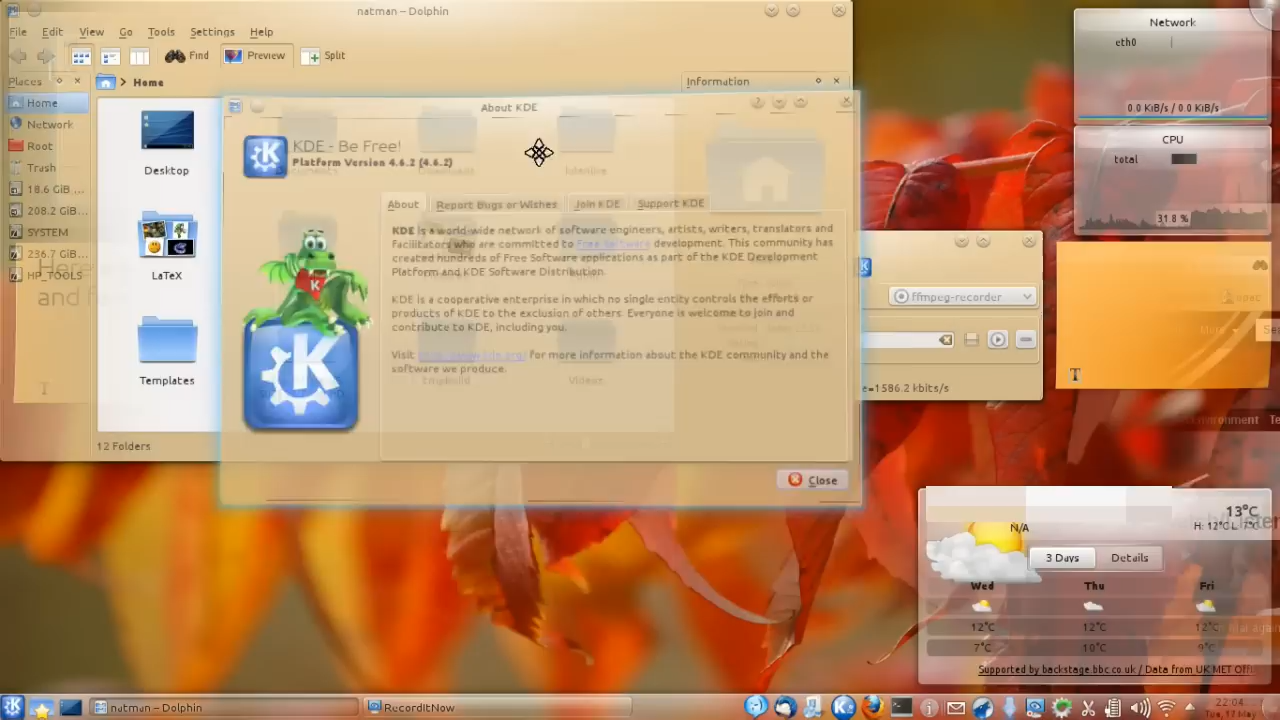 natman – Dolphin
File Edit View Go Tools Settings Help
Find Preview Split
Places
Home
Information
Home
Network
Root
Trash
18.6 GiB ...
208.2 GiB...
SYSTEM
236.7 GiB...
HP_TOOLS
Desktop
LaTeX
Templates
12 Folders
About KDE
KDE - Be Free!
Platform Version 4.6.2 (4.6.2)
About Report Bugs or Wishes Join KDE Support KDE
KDE is a world-wide network of software engineers, artists, writers, translators and
facilitators who are committed to Free Software development. This community has
created hundreds of Free Software applications as part of the KDE Development
Platform and KDE Software Distribution.
KDE is a cooperative enterprise in which no single entity controls the efforts or
products of KDE to the exclusion of others. Everyone is welcome to join and
contribute to KDE, including you.
Visit http://www.kde.org/ for more information about the KDE community and the
software we produce.
Videos
Close
ffmpeg-recorder
e=1586.2 kbits/s
Network
eth0
0.0 KiB/s / 0.0 KiB/s
CPU
total
31.8 %
13°C
N/A
3 Days Details
Wed Thu Fri
12°C 12°C 12°C
7°C 10°C 9°C
Supported by backstage.bbc.co.uk / Data from UK MET Offi
natman – Dolphin
RecordItNow
22:04
Tue, 17 May